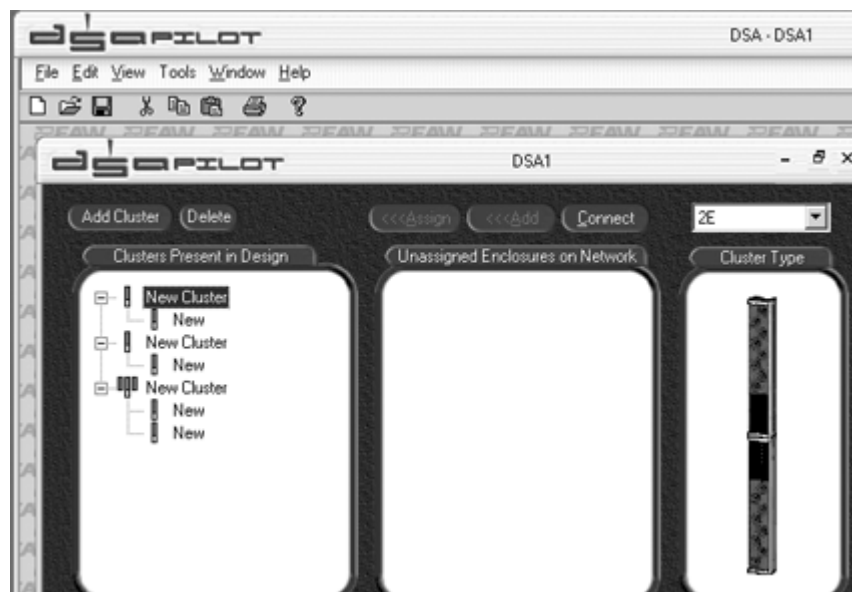 dsa PILOT
DSA - DSA1
File Edit View Tools Window Help
EAW EAW EAW EAW EAW EAW EAW
dsa PILOT
DSA1
Add Cluster Delete <<<Assign <<<Add Connect 2E
Clusters Present in Design Unassigned Enclosures on Network Cluster Type
New Cluster
New
New Cluster
New
New Cluster
New
New